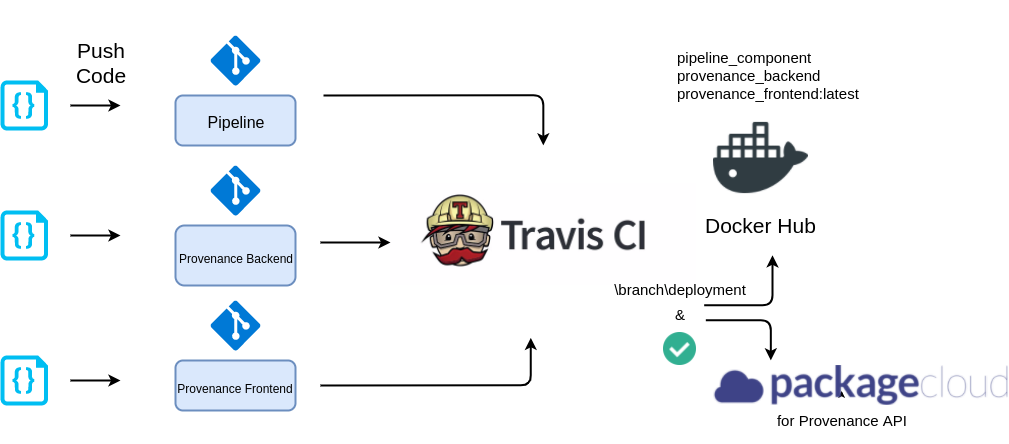 Push
Code
Pipeline
Provenance Backend
Provenance Frontend
T
Travis CI
pipeline_component
provenance_backend
provenance_frontend:latest
Docker Hub
\branch\deployment
&
packagecloud
for Provenance API